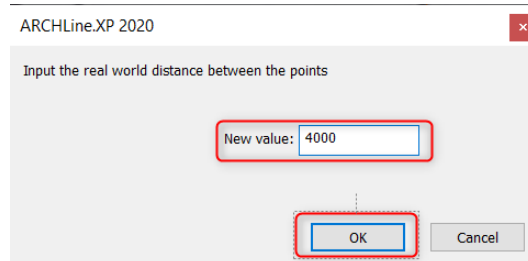 ARCHLine.XP 2020
Input the real world distance between the points
New value: 4000
OK Cancel